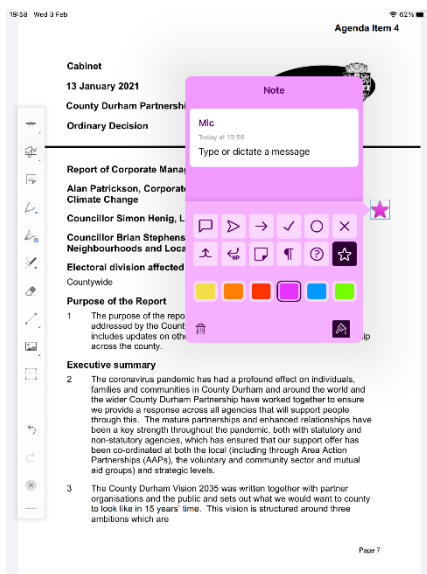 19:58 Wed 3 Feb
62%
Agenda Item 4
Cabinet
13 January 2021
County Durham Partnershi
Ordinary Decision
Note
Mlc
Today at 19:56
Type or dictate a message
Report of Corporate Manag
Alan Patrickson, Corporate
Climate Change
Councillor Simon Henig, L
Councillor Brian Stephens
Neighbourhoods and Loca
Electoral division affected
Countywide
Purpose of the Report
1 The purpose of the repo
addressed by the Count
includes updates on oth ip
across the county.
Executive summary
2 The coronavirus pandemic has had a profound effect on individuals,
families and communities in County Durham and around the world and
the wider County Durham Partnership have worked together to ensure
we provide a response across all agencies that will support people
through this. The mature partnerships and enhanced relationships have
been a key strength throughout the pandemic, both with statutory and
non-statutory agencies, which has ensured that our support offer has
been co-ordinated at both the local (including through Area Action
Partnerships (AAPs), the voluntary and community sector and mutual
aid groups) and strategic levels.
3 The County Durham Vision 2035 was written together with partner
organisations and the public and sets out what we would want to county
to look like in 15 years' time. This vision is structured around three
ambitions which are
Page 7